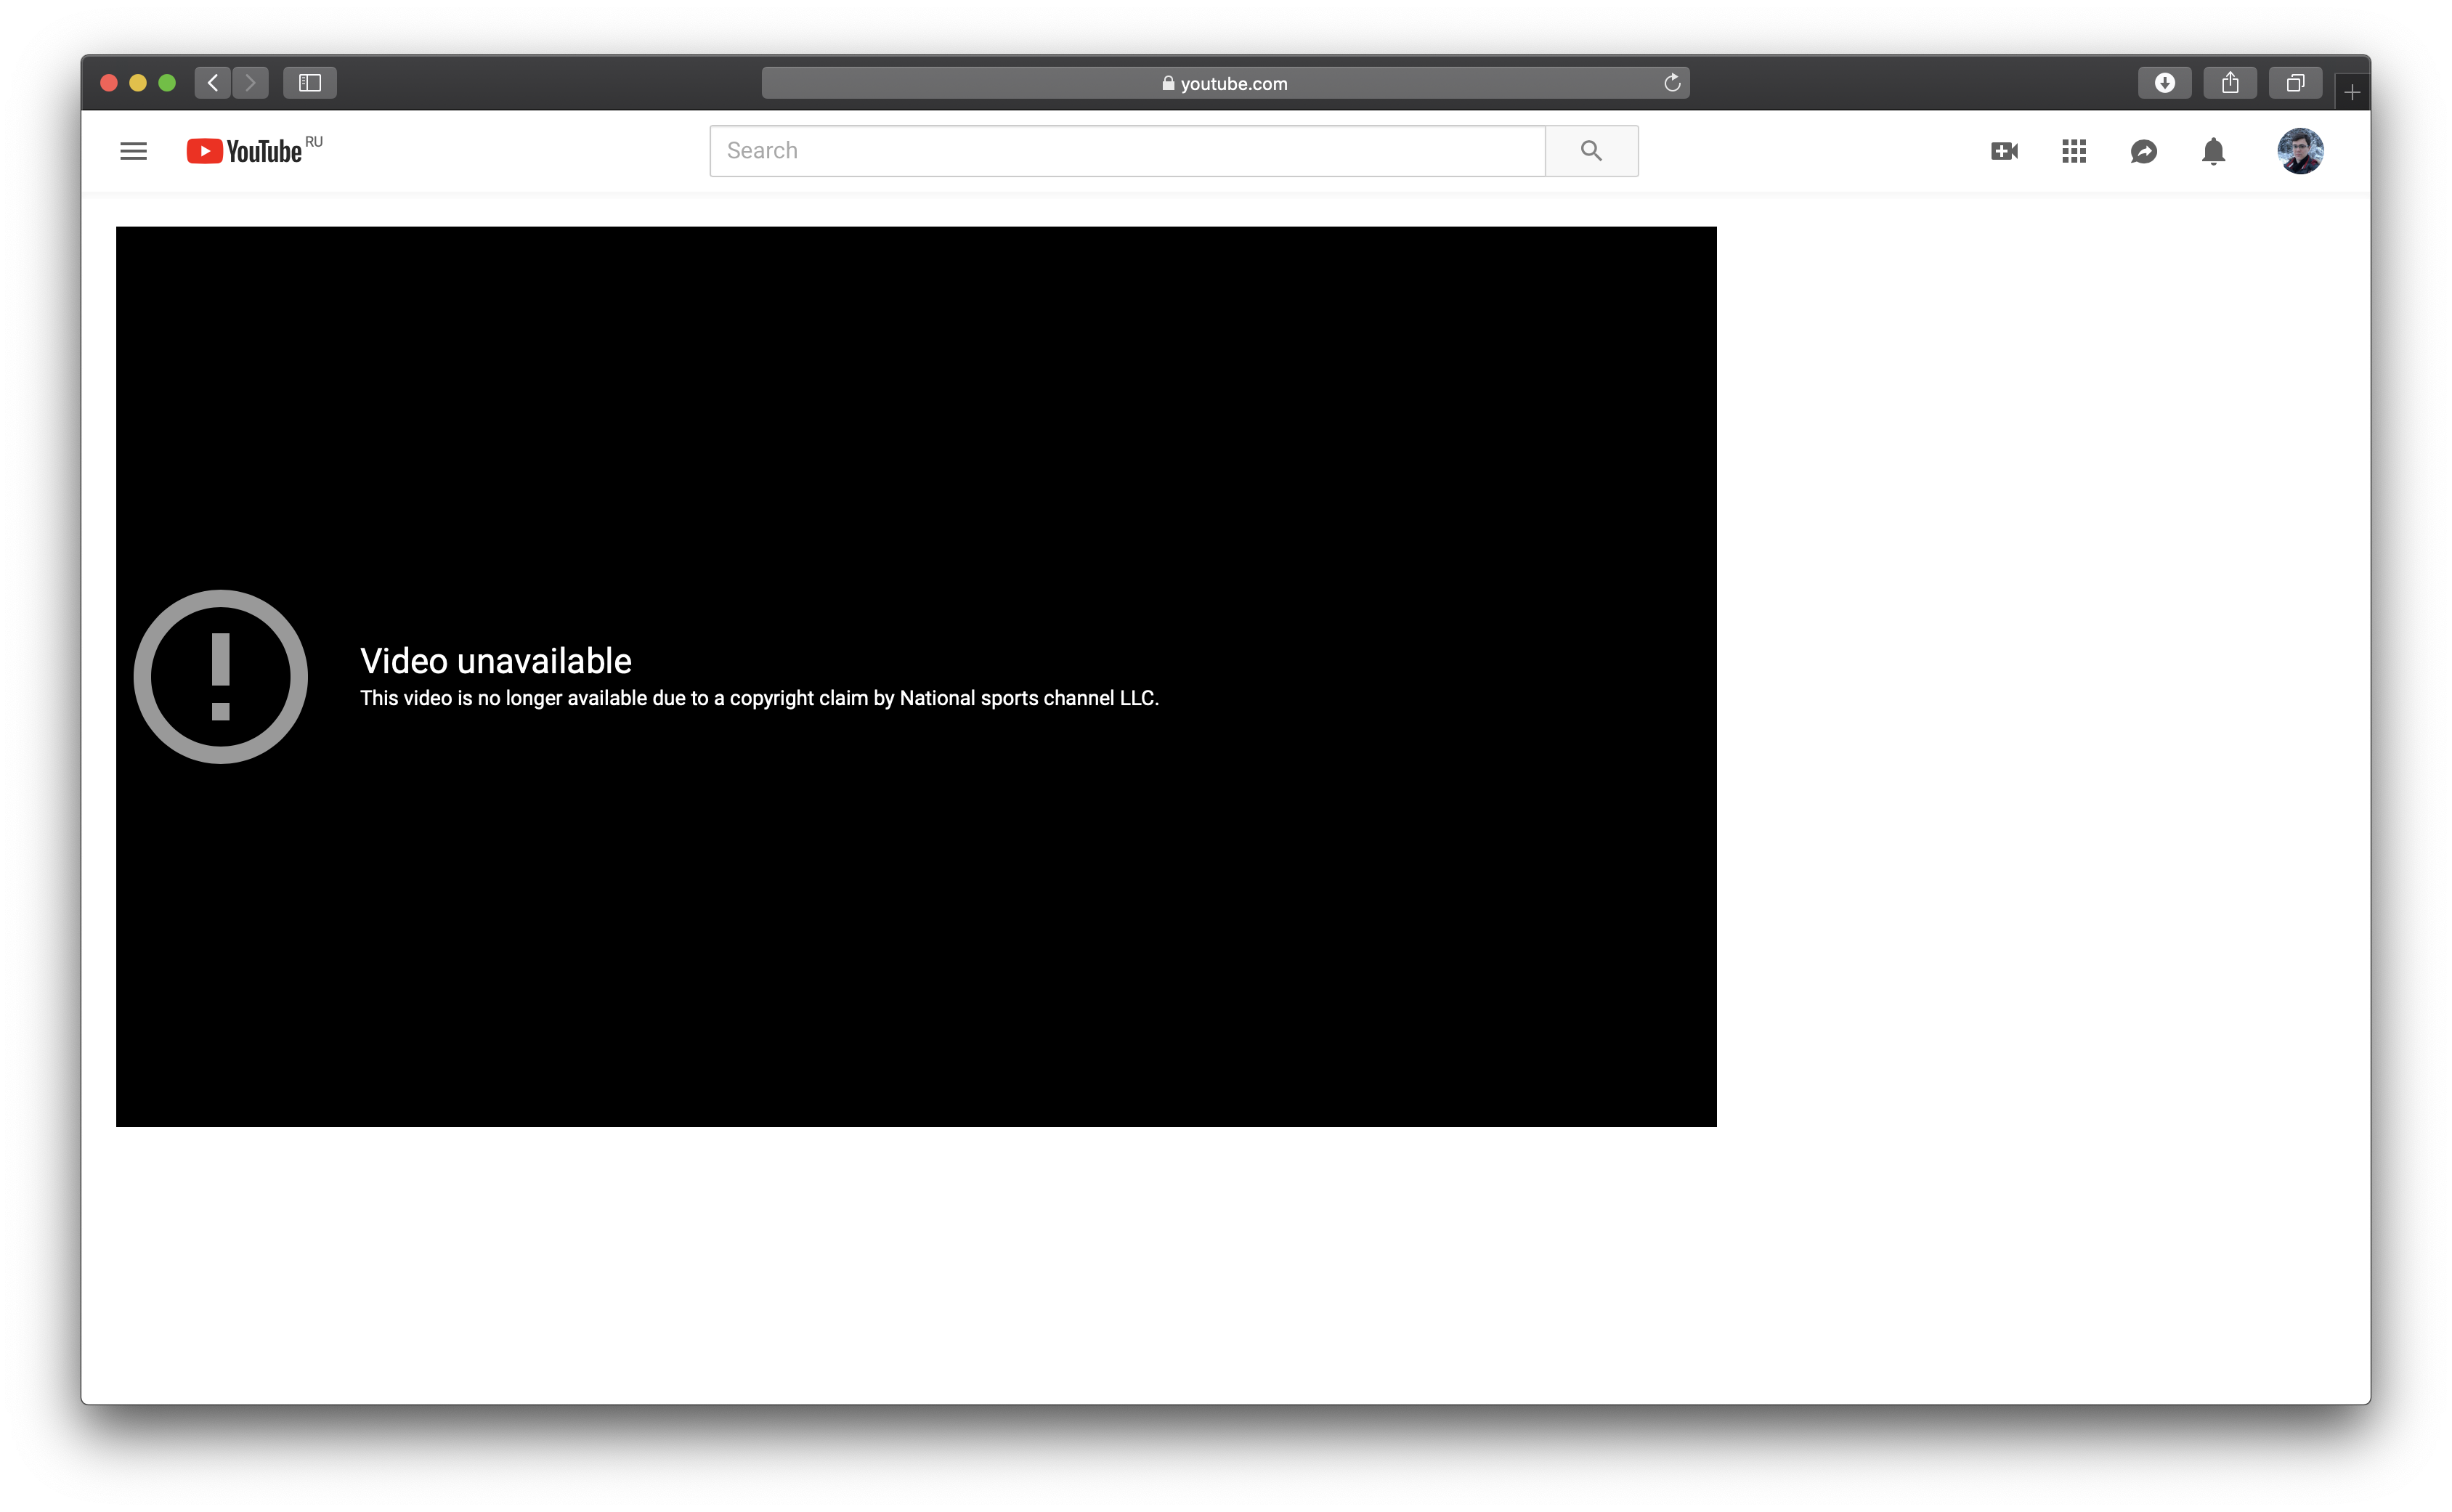 youtube.com
YouTube RU
Search
Video unavailable
This video is no longer available due to a copyright claim by National sports channel LLC.